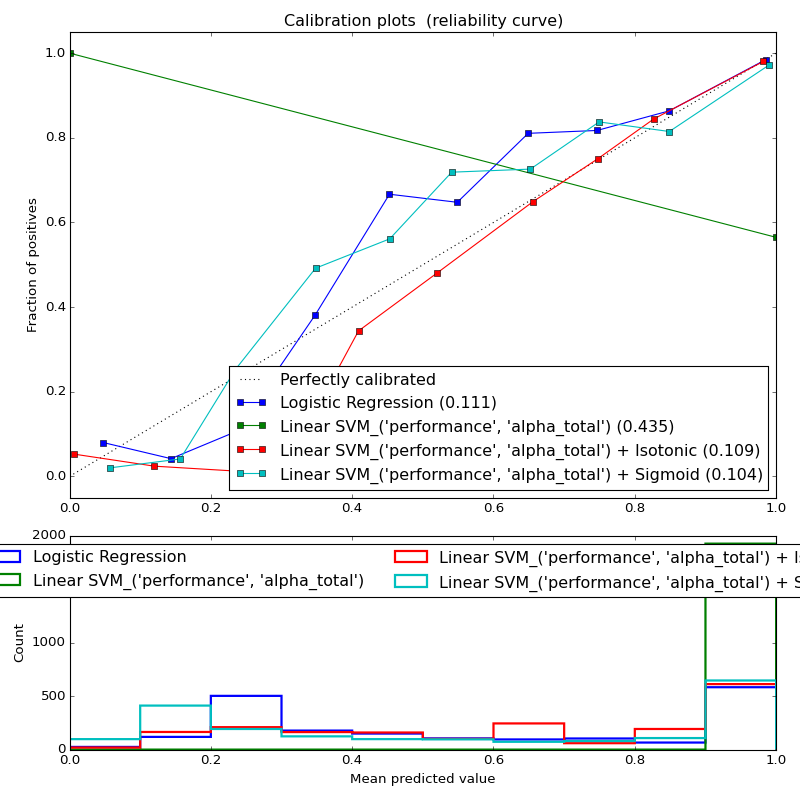 Calibration plots (reliability curve)
Fraction of positives
1.0
0.8
0.6
0.4
0.2
0.0
Perfectly calibrated
Logistic Regression (0.111)
Linear SVM_('performance', 'alpha_total') (0.435)
Linear SVM_('performance', 'alpha_total') + Isotonic (0.109)
Linear SVM_('performance', 'alpha_total') + Sigmoid (0.104)
0.0 0.2 0.4 0.6 0.8 1.0
Count
2000
Logistic Regression
Linear SVM_('performance', 'alpha_total')
Linear SVM_('performance', 'alpha_total') + Is
Linear SVM_('performance', 'alpha_total') + S
1000
500
0
0.0 0.2 0.4 0.6 0.8 1.0
Mean predicted value